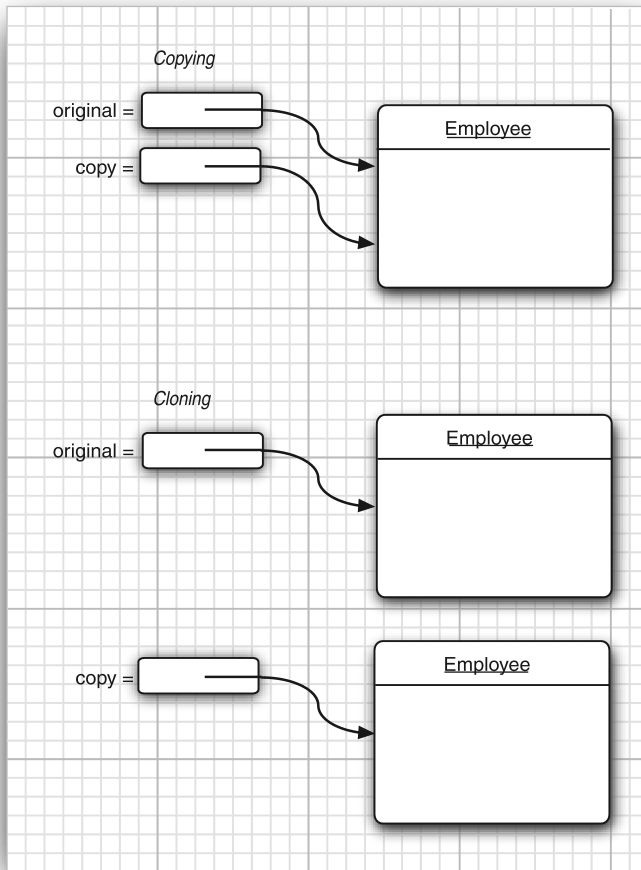 Copying
original =
Employee
copy =
Cloning
original =
Employee
copy =
Employee